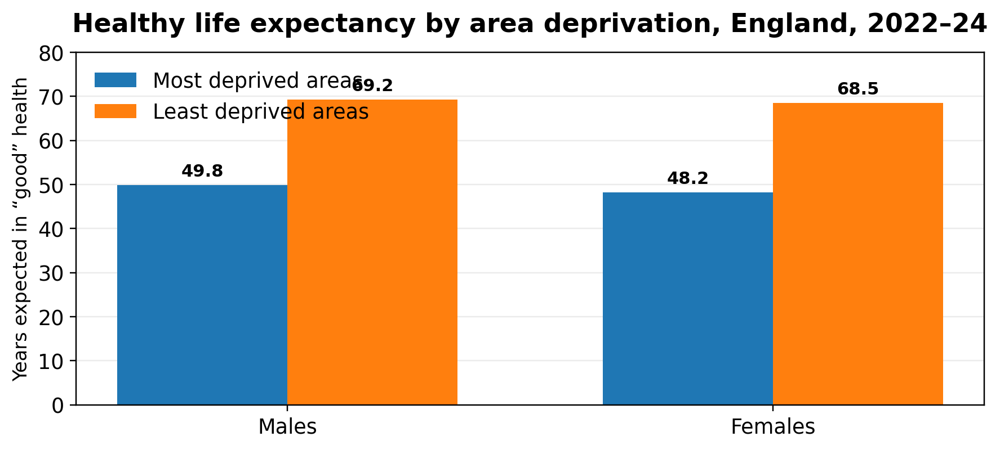 Healthy life expectancy by area deprivation, England, 2022–24
Years expected in “good” health
80
70
60
50
40
30
20
10
0
Most deprived areas
Least deprived areas
49.8
69.2
48.2
68.5
Males
Females